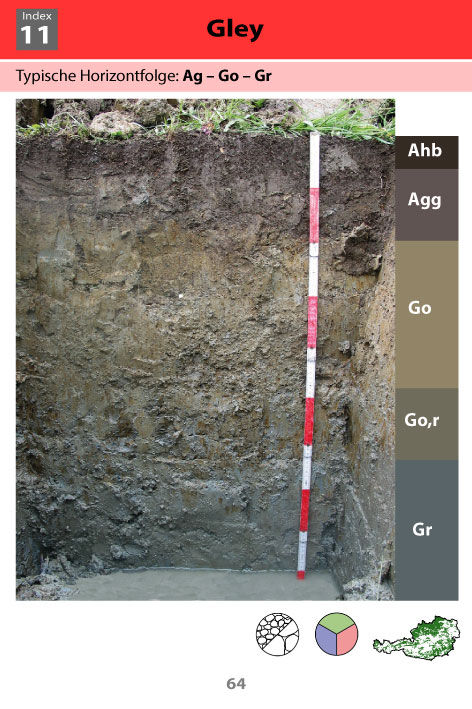 Index
11
Gley
Typische Horizontfolge: Ag – Go – Gr
Ahb
Agg
Go
Go,r
Gr
64